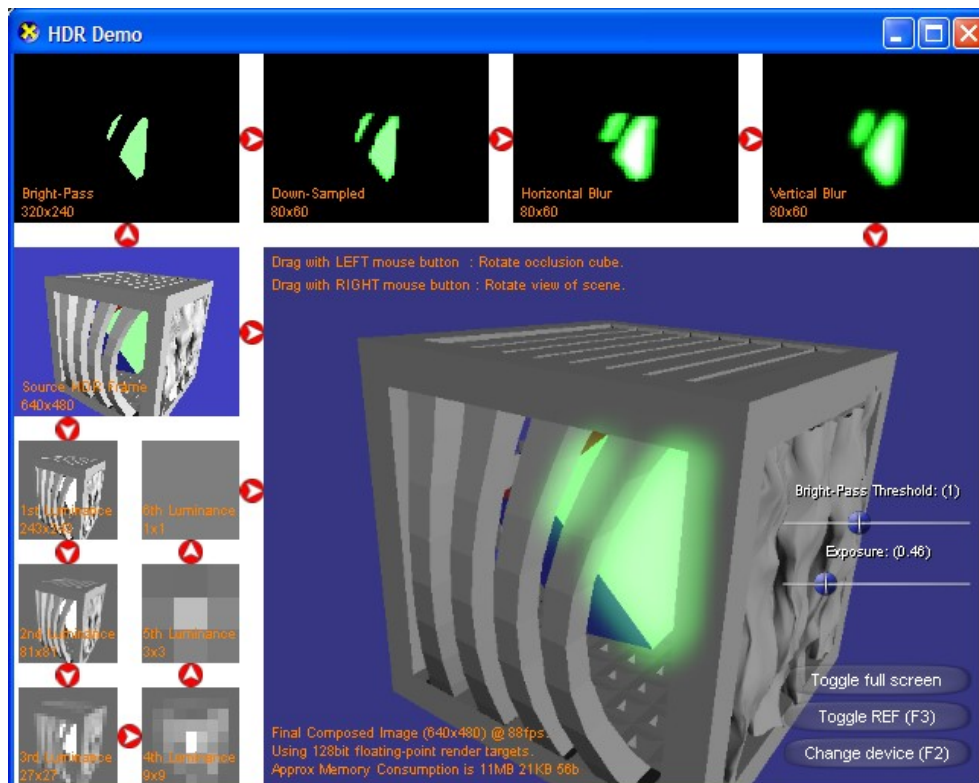 HDR Demo
Bright-Pass
320x240
Down-Sampled
80x60
Horizontal Blur
80x60
Vertical Blur
80x60
Source HDR Frame
640x480
Drag with LEFT mouse button : Rotate occlusion cube.
Drag with RIGHT mouse button : Rotate view of scene.
1st Luminance
243x243
6th Luminance
1x1
2nd Luminance
81x81
5th Luminance
3x3
3rd Luminance
27x27
4th Luminance
9x9
Bright-Pass Threshold: (1)
Exposure: (0.46)
Toggle full screen
Toggle REF (F3)
Change device (F2)
Final Composed Image (640x480) @ 88fps.
Using 128bit floating-point render targets.
Approx Memory Consumption is 11MB 21KB 56b